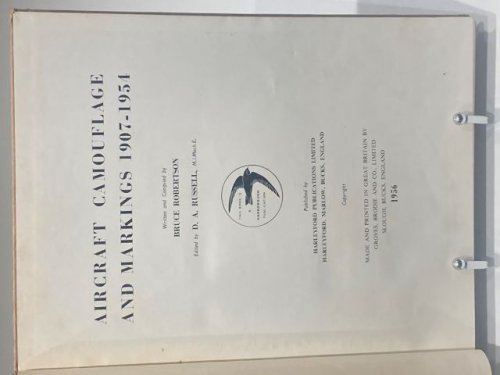 AIRCRAFT CAMOUFLAGE
AND MARKINGS 1907-1954
Written and Compiled by
BRUCE ROBERTSON
Edited by D. A. RUSSELL, M.I.Mech.E.
Published by
HARLEYFORD PUBLICATIONS LIMITED
HARLEYFORD, MARLOW, BUCKS, ENGLAND
Copyright
MADE AND PRINTED IN GREAT BRITAIN BY
GROVES, BRODIE AND CO., LIMITED
SLOUGH, BUCKS, ENGLAND
1956